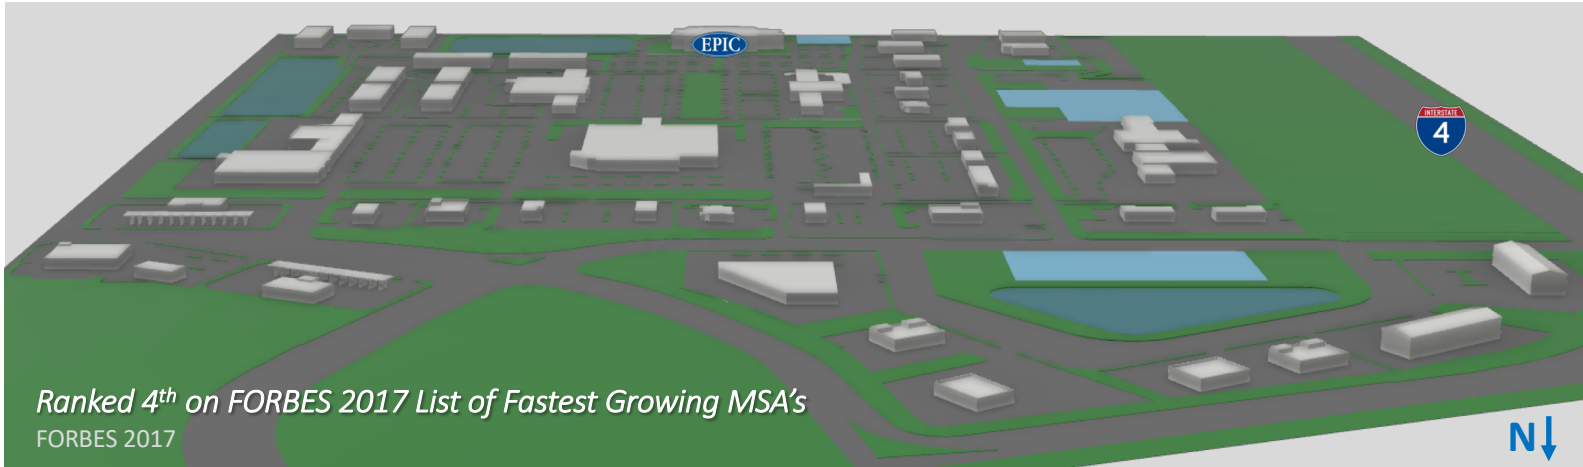 EPIC
INTERSTATE
4
Ranked 4th on FORBES 2017 List of Fastest Growing MSA's
FORBES 2017
N